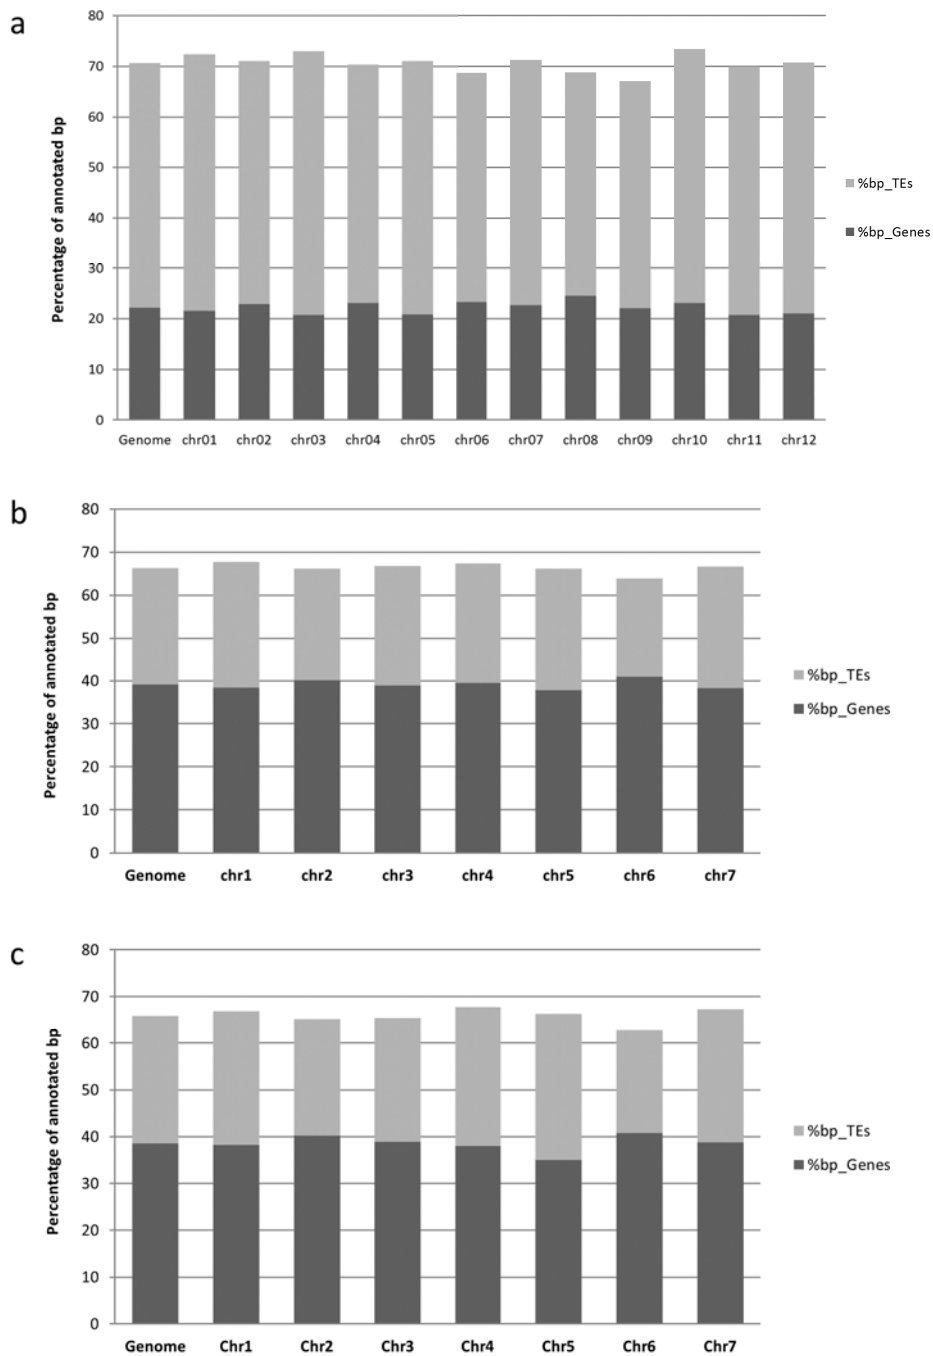 a
80
70
60
50
40
30
20
10
0
Percentatge of annotated bp
Genome chr01 chr02 chr03 chr04 chr05 chr06 chr07 chr08 chr09 chr10 chr11 chr12
%bp_TEs
%bp_Genes
b
80
70
60
50
40
30
20
10
0
Percentatge of annotated bp
Genome chr1 chr2 chr3 chr4 chr5 chr6 chr7
%bp_TEs
%bp_Genes
c
80
70
60
50
40
30
20
10
0
Percentatge of annotated bp
Genome Chr1 Chr2 Chr3 Chr4 Chr5 Chr6 Chr7
%bp_TEs
%bp_Genes